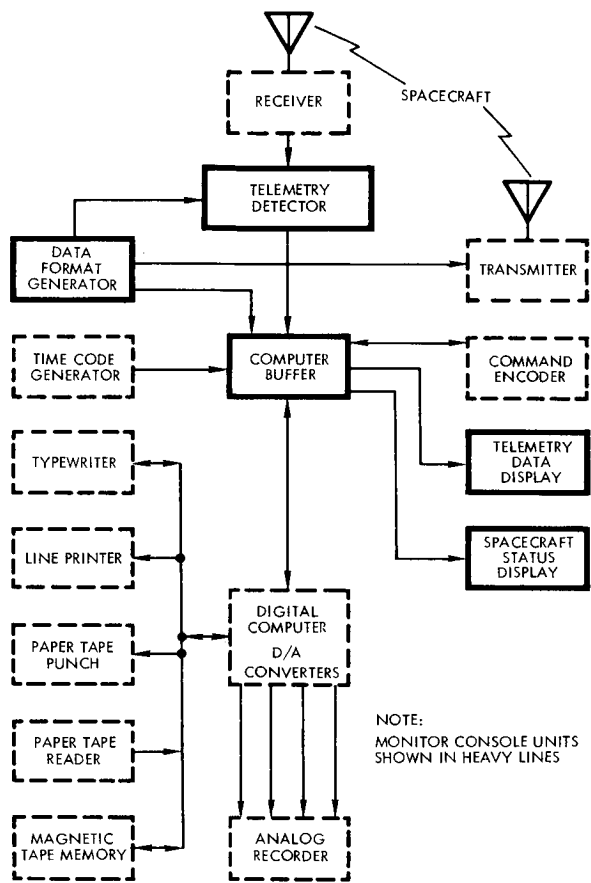 SPACECRAFT
RECEIVER
TELEMETRY
DETECTOR
DATA
FORMAT
GENERATOR
TRANSMITTER
TIME CODE
GENERATOR
COMPUTER
BUFFER
COMMAND
ENCODER
TYPEWRITER
TELEMETRY
DATA
DISPLAY
LINE PRINTER
SPACECRAFT
STATUS
DISPLAY
PAPER TAPE
PUNCH
DIGITAL
COMPUTER
D/A
CONVERTERS
PAPER TAPE
READER
NOTE:
MONITOR CONSOLE UNITS
SHOWN IN HEAVY LINES
MAGNETIC
TAPE MEMORY
ANALOG
RECORDER